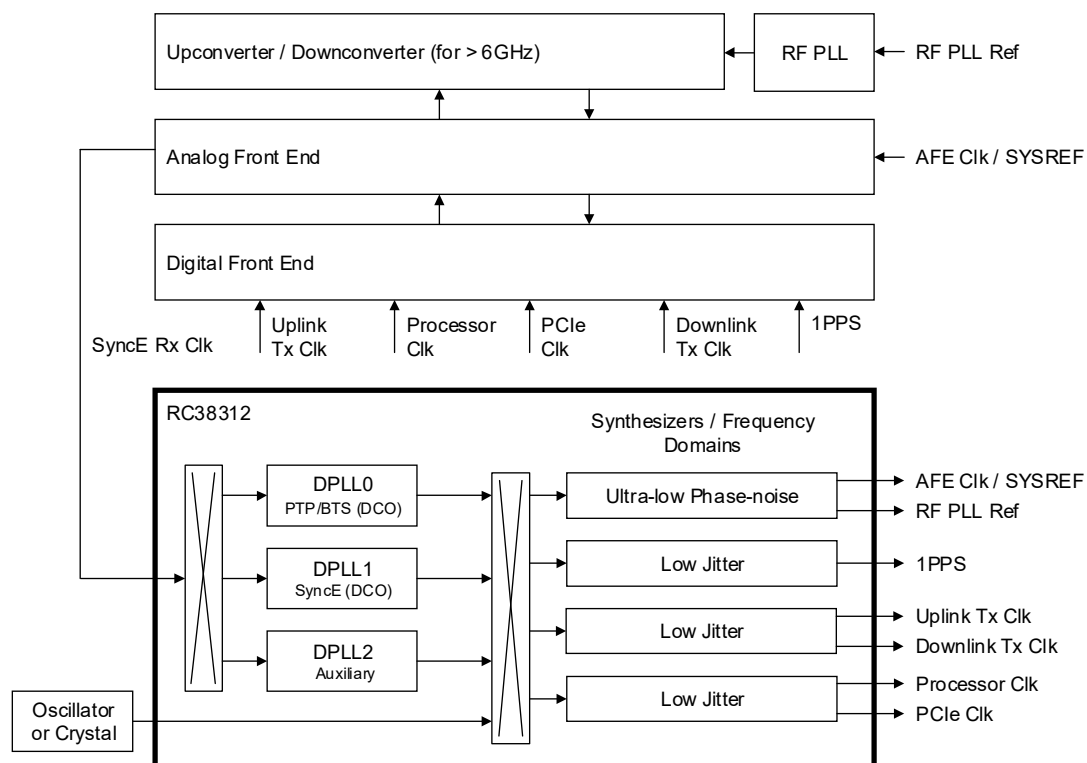 Upconverter / Downconverter (for > 6GHz)
RF PLL
RF PLL Ref
Analog Front End
AFE Clk / SYSREF
Digital Front End
SyncE Rx Clk
Uplink
Tx Clk
Processor
Clk
PCIe
Clk
Downlink
Tx Clk
1PPS
RC38312
Synthesizers / Frequency
Domains
DPLL0
PTP/BTS (DCO)
DPLL1
SyncE (DCO)
DPLL2
Auxiliary
Oscillator
or Crystal
Ultra-low Phase-noise
AFE Clk / SYSREF
RF PLL Ref
Low Jitter
1PPS
Low Jitter
Uplink Tx Clk
Downlink Tx Clk
Low Jitter
Processor Clk
PCIe Clk